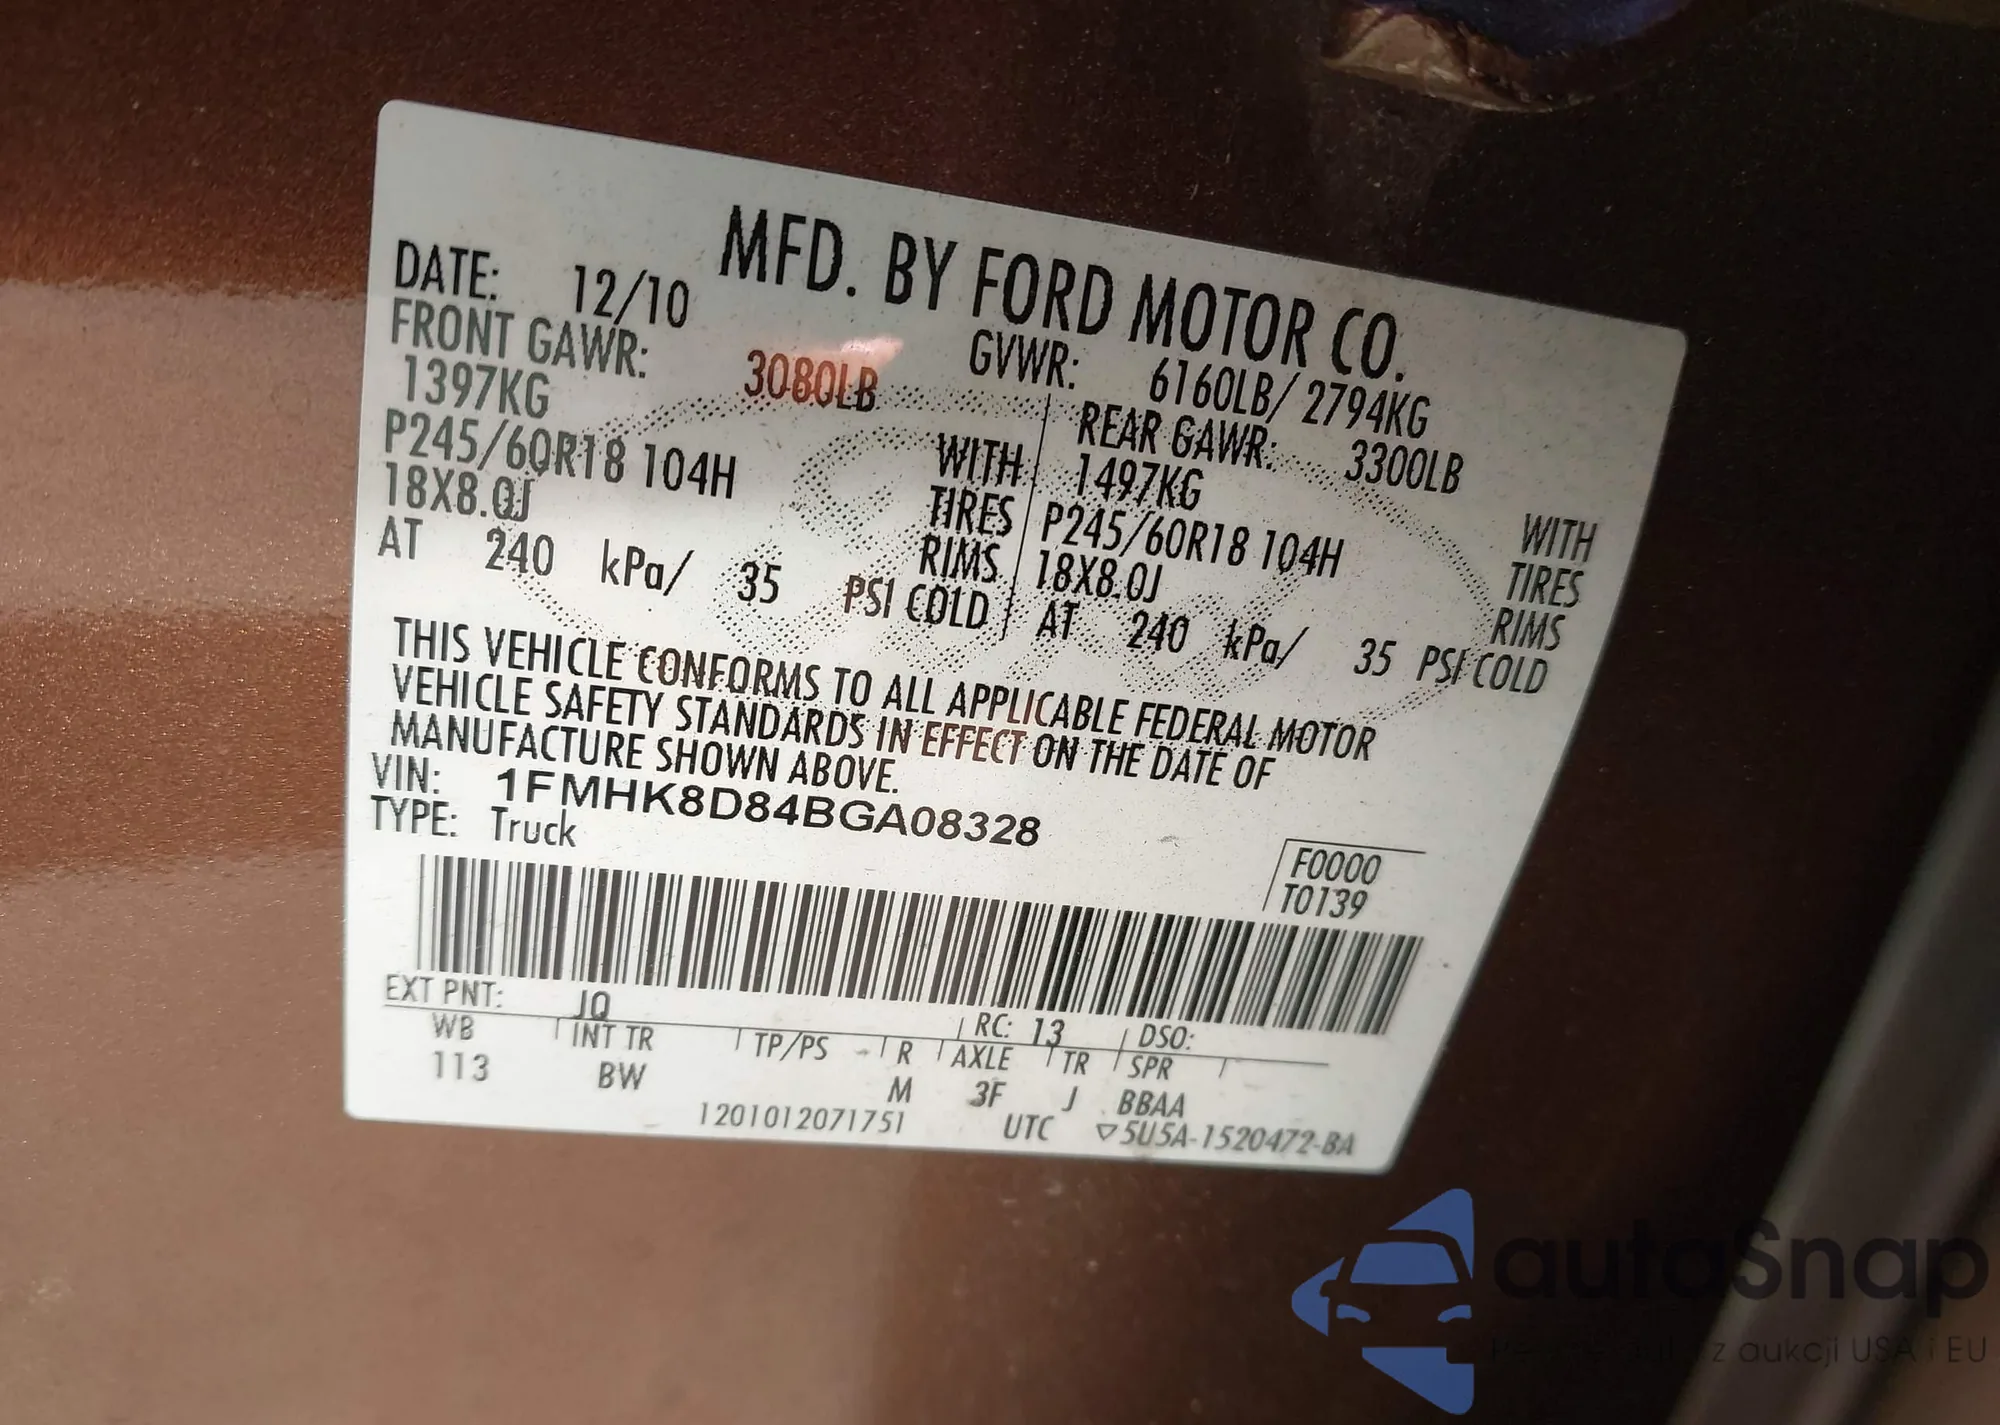 MFD. BY FORD MOTOR CO.
DATE: 12/10
GVWR: 6160LB/ 2794KG
FRONT GAWR: 3080LB
1397KG WITH
P245/60R18 104H TIRES
18X8.0J RIMS
AT 240 kPa/ 35 PSI COLD
REAR GAWR: 3300LB
1497KG WITH
P245/60R18 104H TIRES
18X8.0J RIMS
AT 240 kPa/ 35 PSI COLD
THIS VEHICLE CONFORMS TO ALL APPLICABLE FEDERAL MOTOR
VEHICLE SAFETY STANDARDS IN EFFECT ON THE DATE OF
MANUFACTURE SHOWN ABOVE.
VIN: 1FMHK8D84BGA08328
TYPE: Truck
F0000
T0139
EXT PNT: JQ RC: 13 DSO:
WB INT TR TP/PS R AXLE TR SPR
113 BW M 3F J BBAA
1201012071751 UTC ▽5U5A-1520472-BA
autaSnap
z aukcji USA i EU